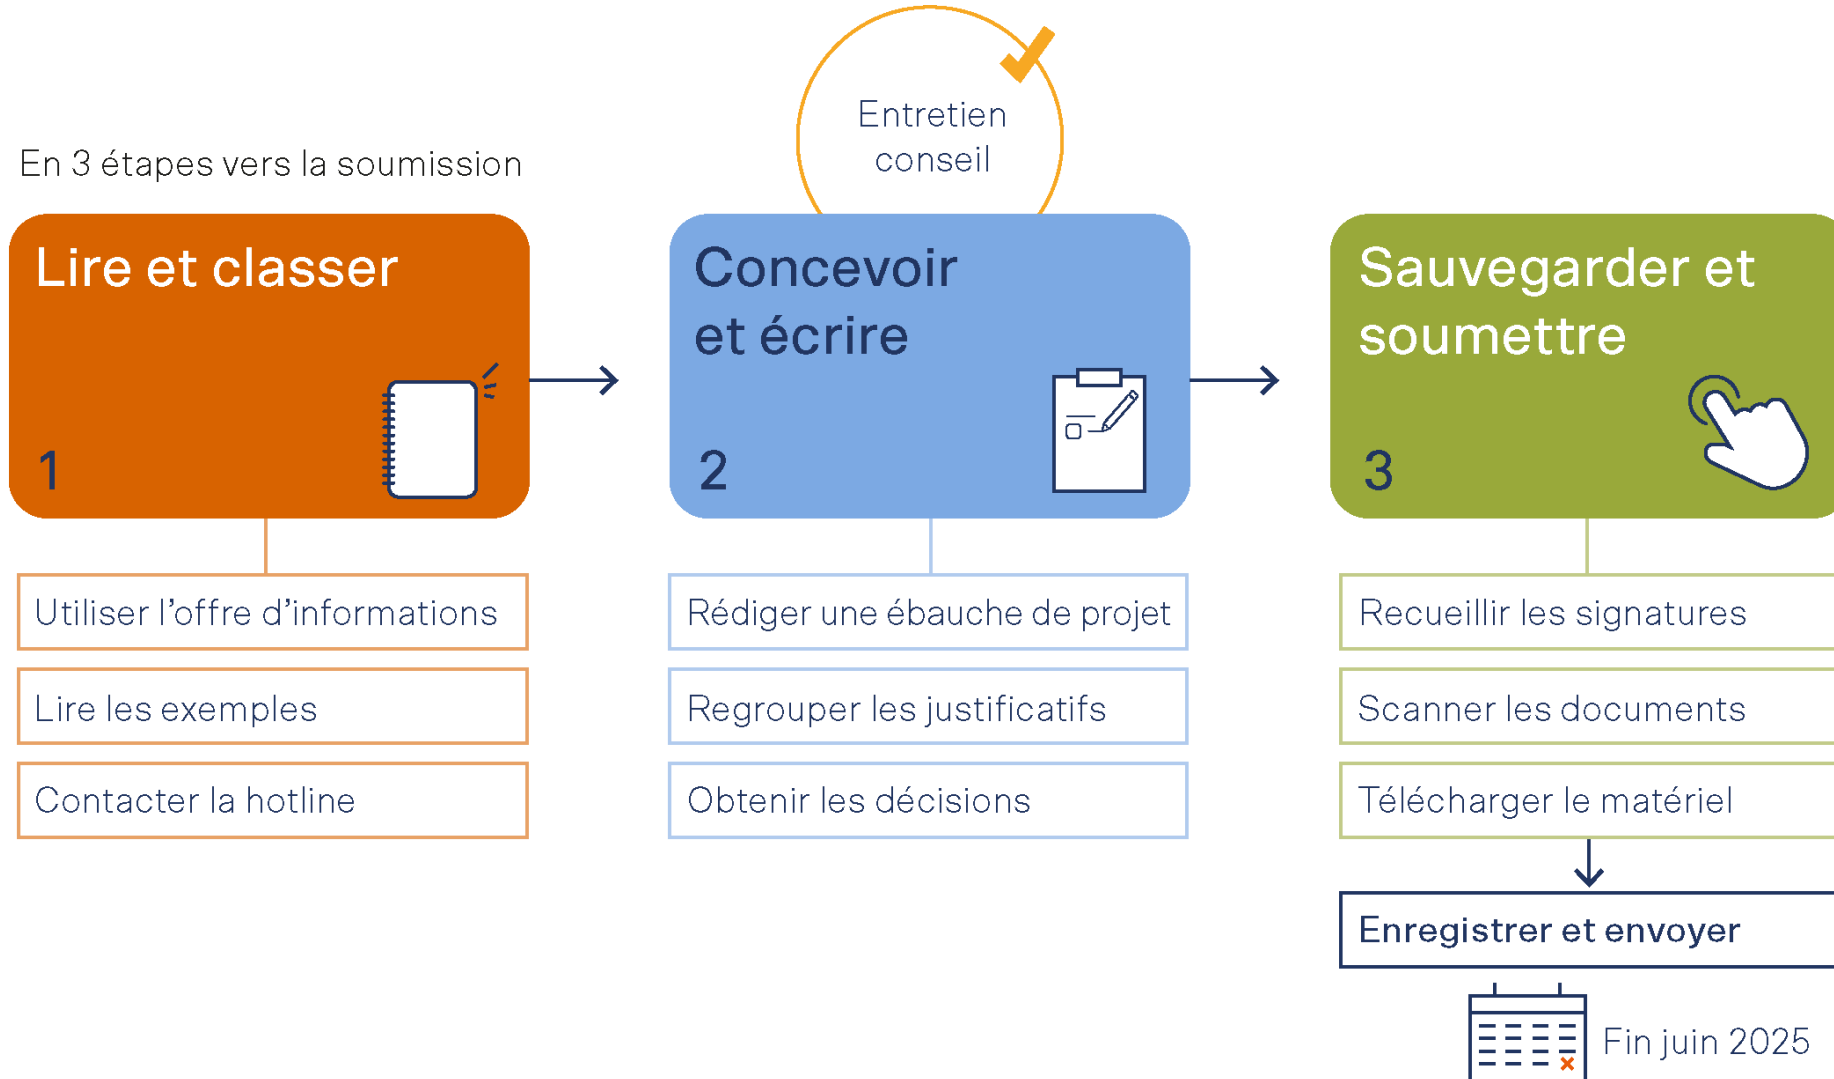 En 3 étapes vers la soumission
Entretien
conseil
Lire et classer
1
Utiliser l’offre d’informations
Lire les exemples
Contacter la hotline
Concevoir
et écrire
2
Rédiger une ébauche de projet
Regrouper les justificatifs
Obtenir les décisions
Sauvegarder et
soumettre
3
Recueillir les signatures
Scanner les documents
Télécharger le matériel
Enregistrer et envoyer
Fin juin 2025